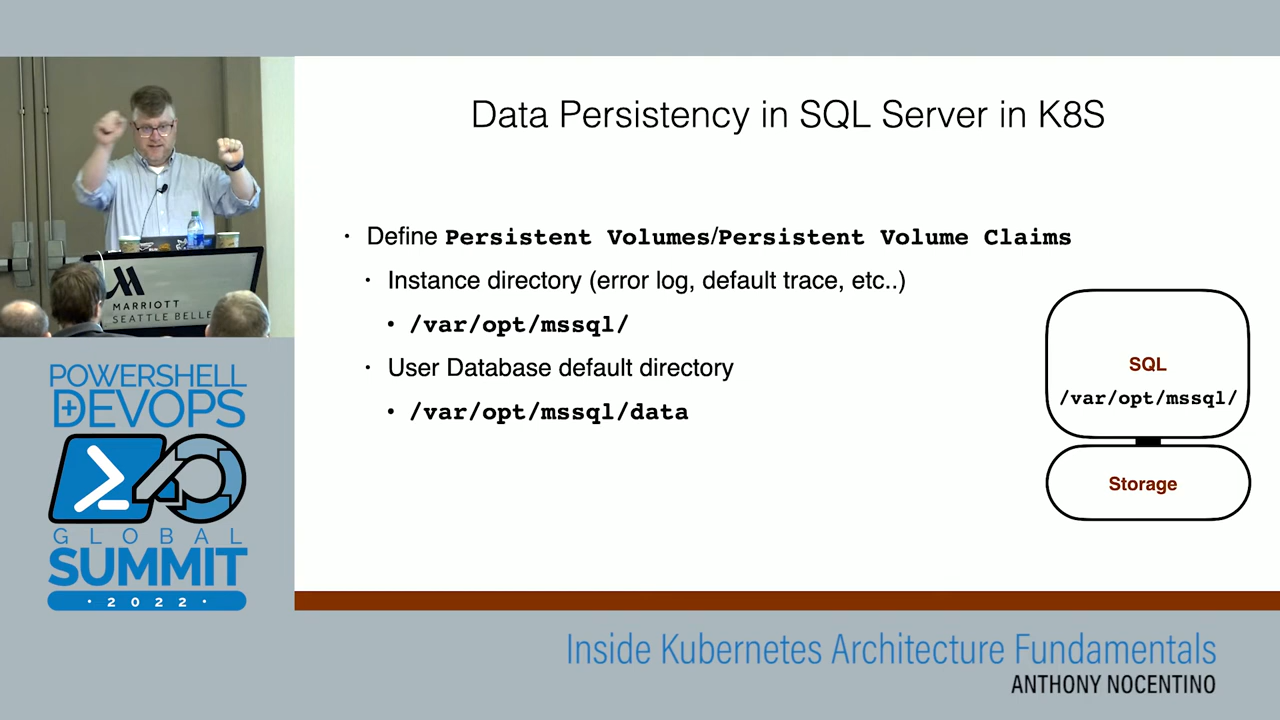 Data Persistency in SQL Server in K8S
· Define Persistent Volumes/Persistent Volume Claims
· Instance directory (error log, default trace, etc..)
• /var/opt/mssql/
· User Database default directory
• /var/opt/mssql/data
SQL
/var/opt/mssql/
Storage
MARRIOTT
SEATTLE BELLE
POWERSHELL
DEVOPS
GLOBAL
SUMMIT
· 2022 ·
Inside Kubernetes Architecture Fundamentals
ANTHONY NOCENTINO